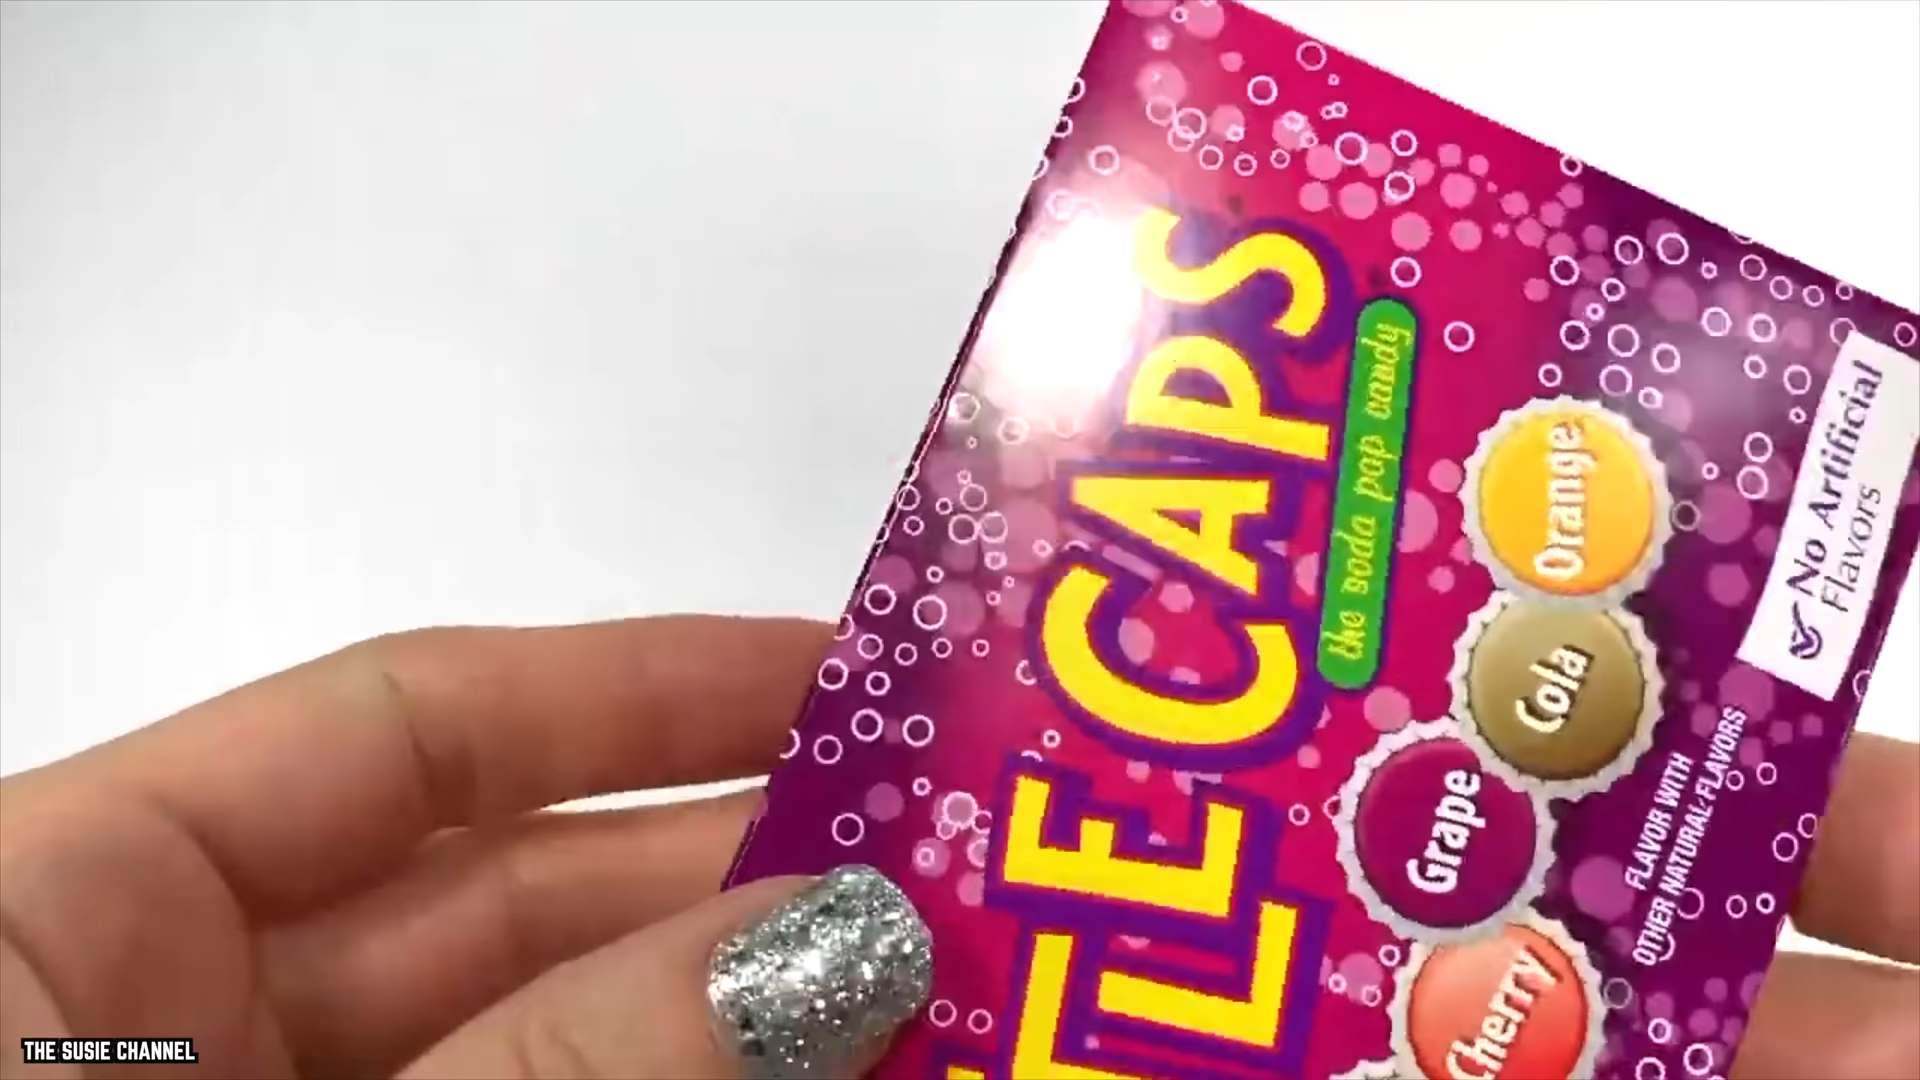 TLE CAPS
the soda pop candy
Orange
Cola
Grape
Cherry
No Artificial
Flavors
FLAVOR WITH
OTHER NATURAL FLAVORS
THE SUSIE CHANNEL